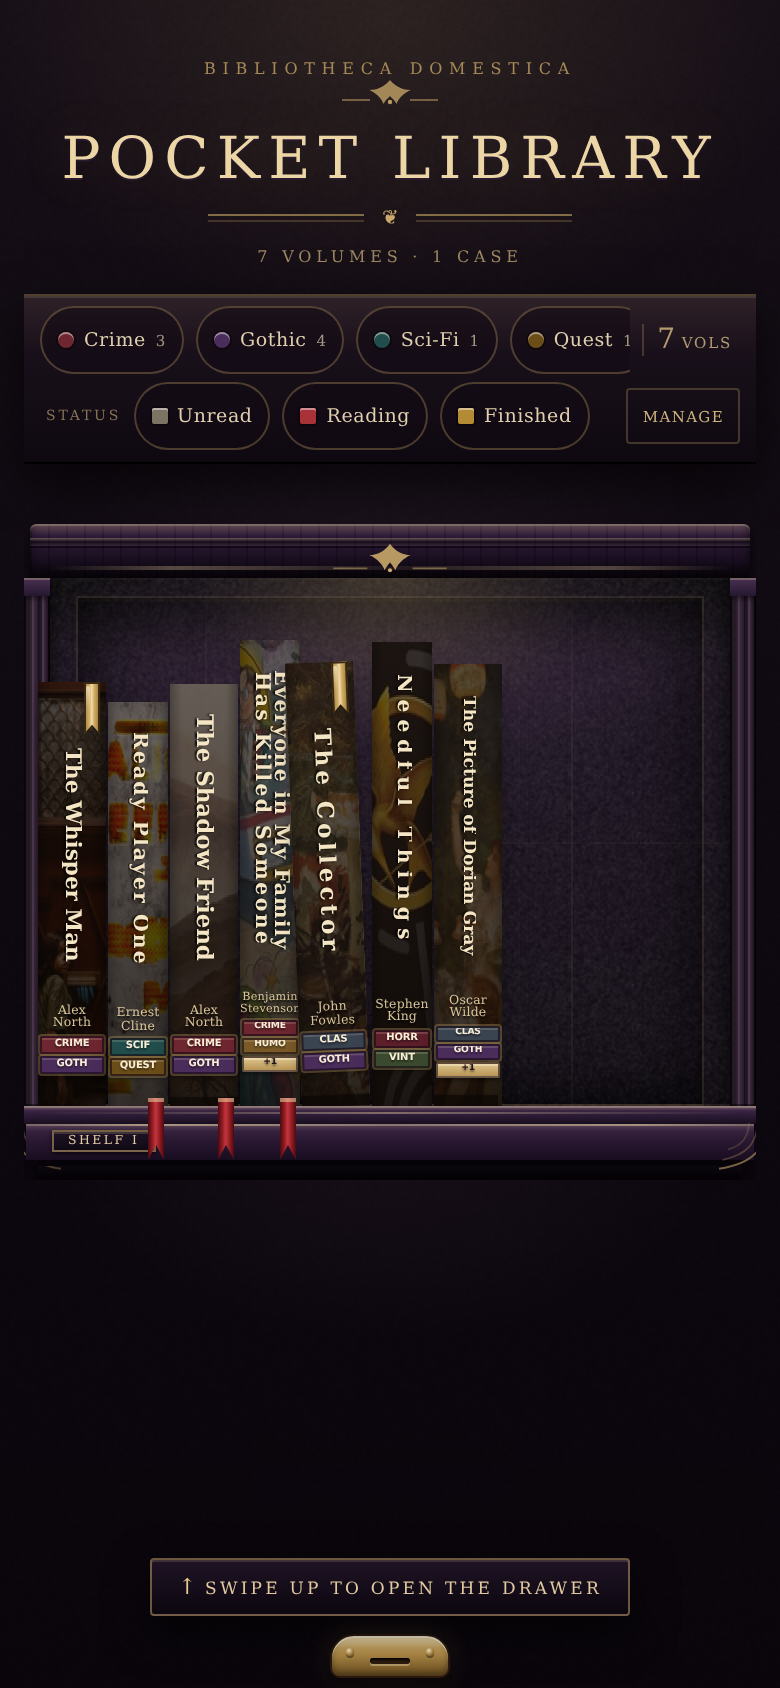 BIBLIOTHECA DOMESTICA
POCKET LIBRARY
❦
7 VOLUMES · 1 CASE
Crime 3
Gothic 4
Sci-Fi 1
Quest 1
7 VOLS
STATUS
Unread
Reading
Finished
MANAGE
The Whisper Man
Alex
North
CRIME
GOTH
Ready Player One
Ernest
Cline
SCIF
QUEST
The Shadow Friend
Alex
North
CRIME
GOTH
Everyone in My Family
Has Killed Someone
Benjamin
Stevenson
CRIME
HUMO
+1
The Collector
John
Fowles
CLAS
GOTH
Needful Things
Stephen
King
HORR
VINT
The Picture of Dorian Gray
Oscar
Wilde
CLAS
GOTH
+1
SHELF I
↑ SWIPE UP TO OPEN THE DRAWER